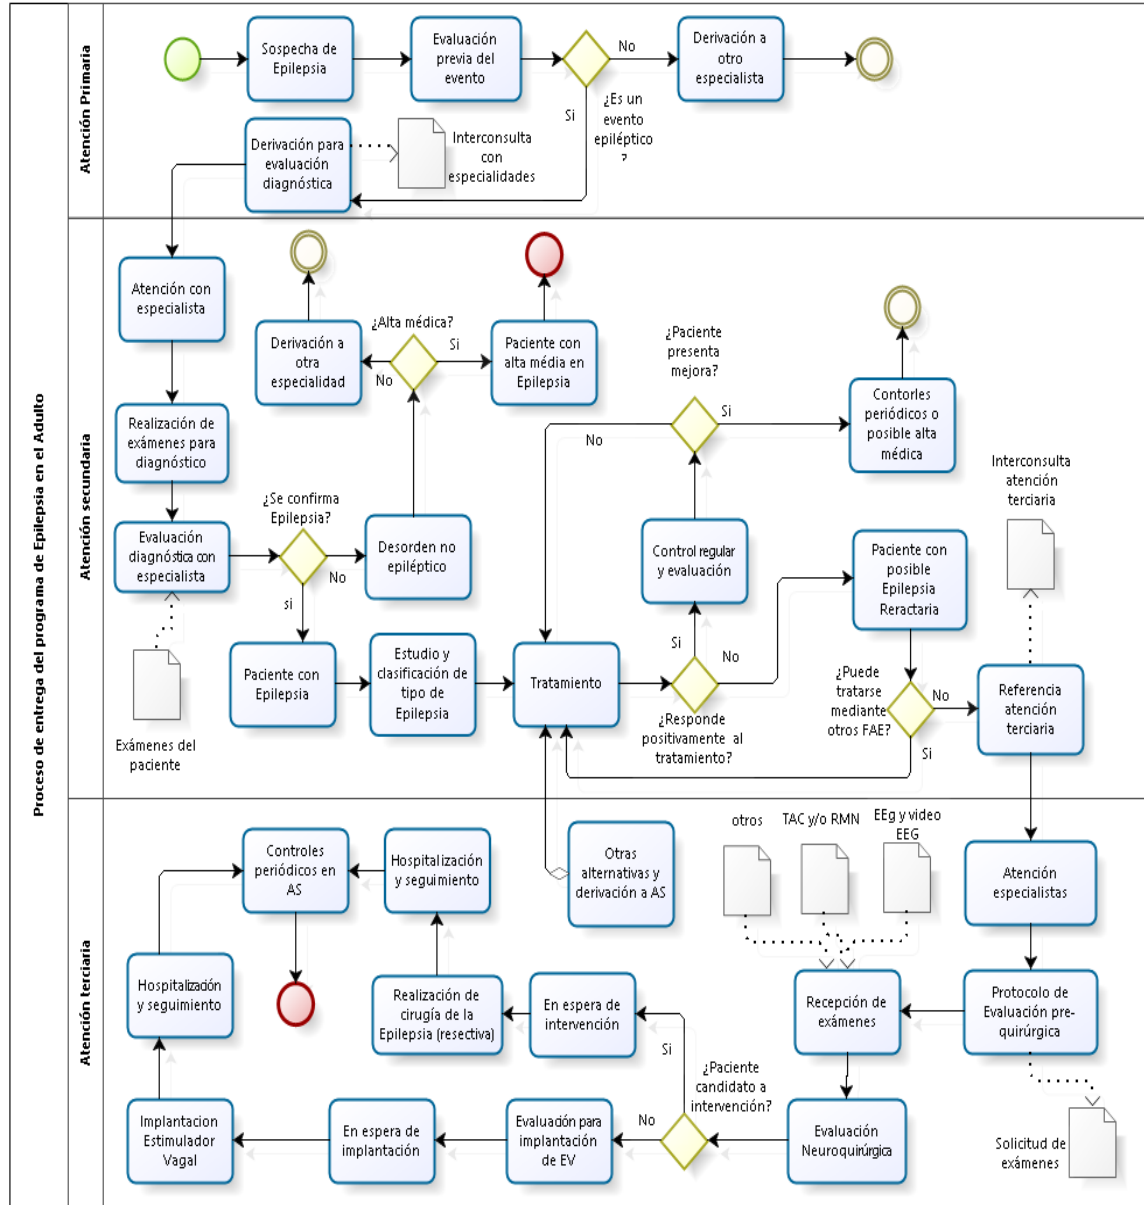 Proceso de entrega del programa de Epilepsia en el Adulto
Atención Primaria
Sospecha de
Epilepsia
Evaluación
previa del
evento
No
Derivación a
otro
especialista
Si
¿Es un
evento
epiléptico
?
Derivación para
evaluación
diagnóstica
Interconsulta
con
especialidades
Atención secundaria
Atención con
especialista
Realización de
exámenes para
diagnóstico
Evaluación
diagnóstica con
especialista
Exámenes del
paciente
¿Se confirma
Epilepsia?
No
si
Desorden no
epiléptico
¿Alta médica?
No
Si
Derivación a
otra
especialidad
Paciente con
alta média en
Epilepsia
Paciente con
Epilepsia
Estudio y
clasificación de
tipo de
Epilepsia
Tratamiento
¿Responde
positivamente al
tratamiento?
Si
No
Control regular
y evaluación
¿Paciente
presenta
mejora?
No
Si
Contorles
periódicos o
posible alta
médica
Paciente con
posible
Epilepsia
Reractaria
¿Puede
tratarse
mediante
otros FAE?
No
Si
Referencia
atención
terciaria
Interconsulta
atención
terciaria
Atención terciaria
Atención
especialistas
Protocolo de
Evaluación pre-
quirúrgica
Solicitud de
exámenes
otros
TAC y/o RMN
EEg y video
EEG
Recepción de
exámenes
Evaluación
Neuroquirúrgica
¿Paciente
candidato a
intervención?
Si
No
En espera de
intervención
Realización de
cirugía de la
Epilepsia (resectiva)
Hospitalización
y seguimiento
Controles
periódicos en
AS
Otras
alternativas y
derivación a AS
Evaluación para
implantación
de EV
En espera de
implantación
Implantacion
Estimulador
Vagal
Hospitalización
y seguimiento